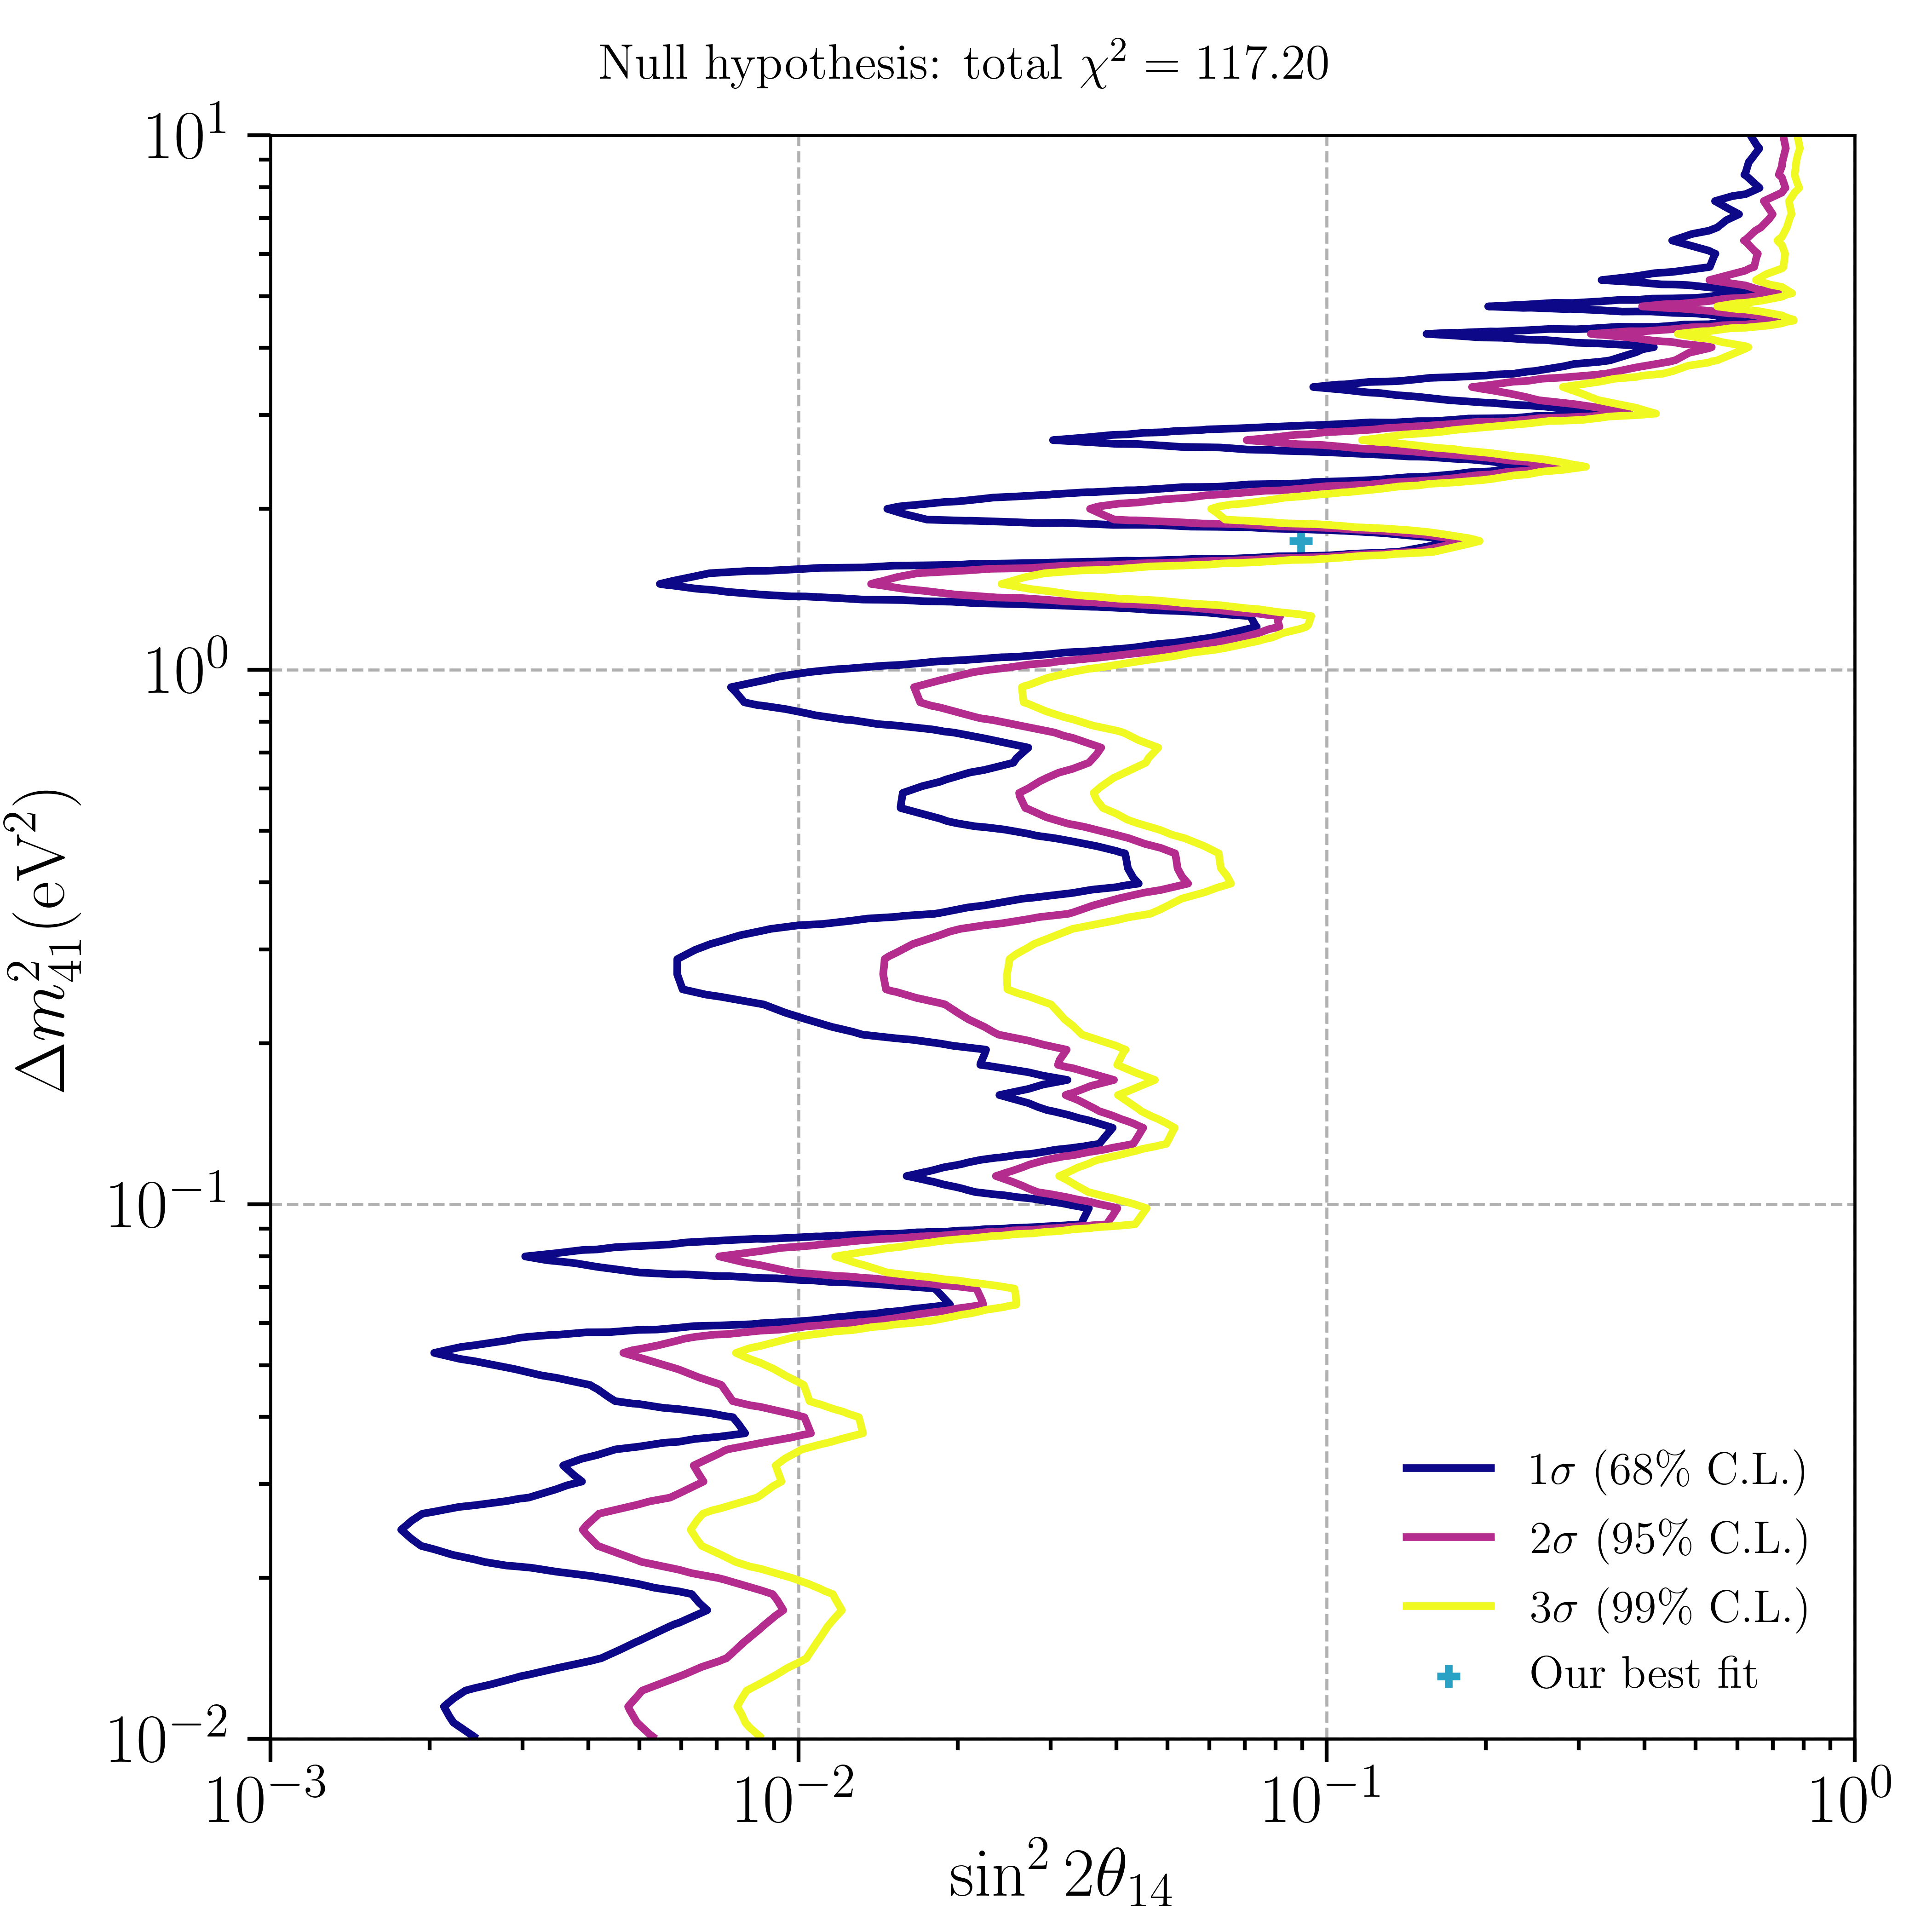 Null hypothesis: total χ² = 117.20
10¹
10⁰
10⁻¹
10⁻²
Δm²₄₁(eV²)
10⁻³
10⁻²
10⁻¹
10⁰
sin² 2θ₁₄
1σ (68% C.L.)
2σ (95% C.L.)
3σ (99% C.L.)
Our best fit